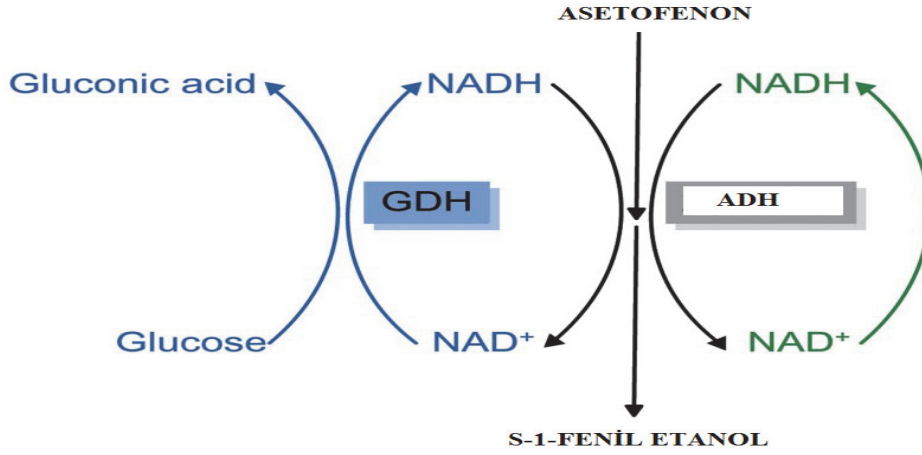 ASETOFENON
Gluconic acid
NADH
NADH
GDH
ADH
Glucose
NAD⁺
NAD⁺
S-1-FENİL ETANOL